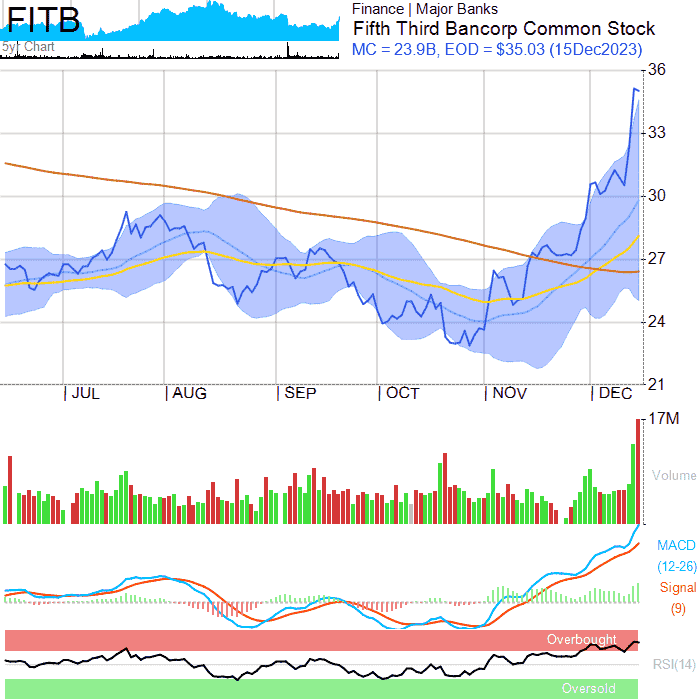 FITB
5yr Chart
Finance | Major Banks
Fifth Third Bancorp Common Stock
MC = 23.9B, EOD = $35.03 (15Dec2023)
36
33
30
27
24
21
| JUL | AUG | SEP | OCT | NOV | DEC
17M
Volume
MACD
(12-26)
Signal
(9)
Overbought
RSI(14)
Oversold